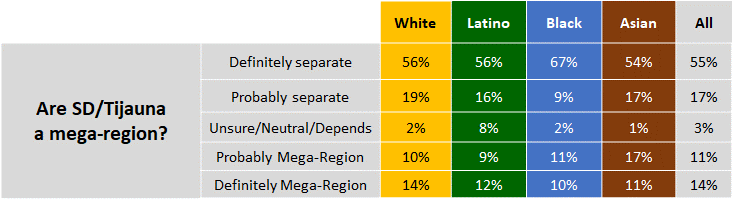 White Latino Black Asian All
Are SD/Tijauna
a mega-region?
Definitely separate 56% 56% 67% 54% 55%
Probably separate 19% 16% 9% 17% 17%
Unsure/Neutral/Depends 2% 8% 2% 1% 3%
Probably Mega-Region 10% 9% 11% 17% 11%
Definitely Mega-Region 14% 12% 10% 11% 14%